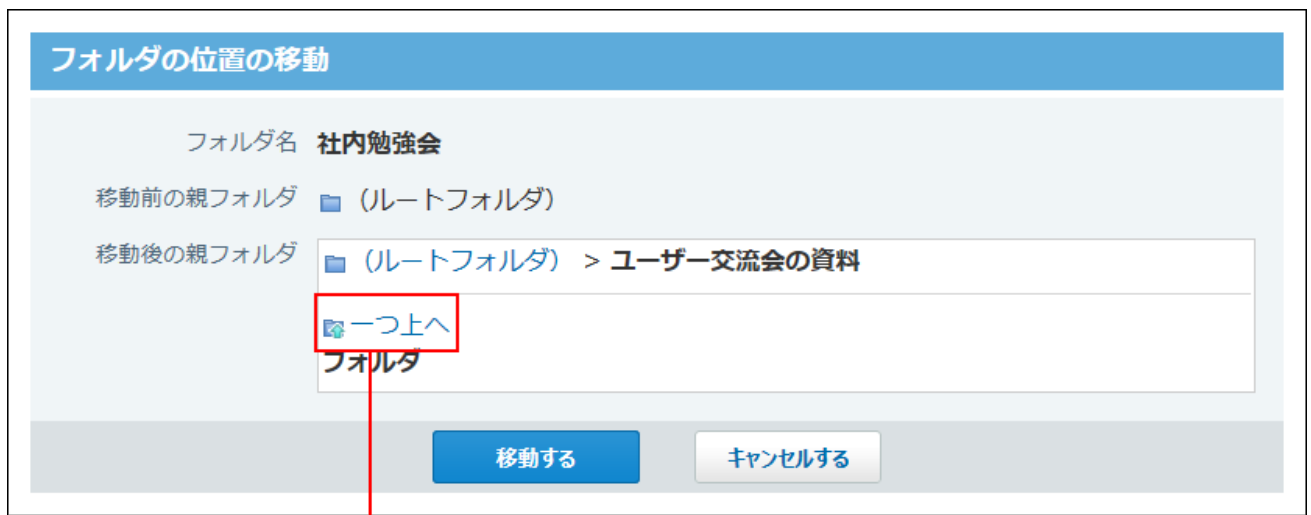 フォルダの位置の移動
フォルダ名 社内勉強会
移動前の親フォルダ (ルートフォルダ)
移動後の親フォルダ (ルートフォルダ) > ユーザー交流会の資料
一つ上へ
フォルダ
移動する キャンセルする